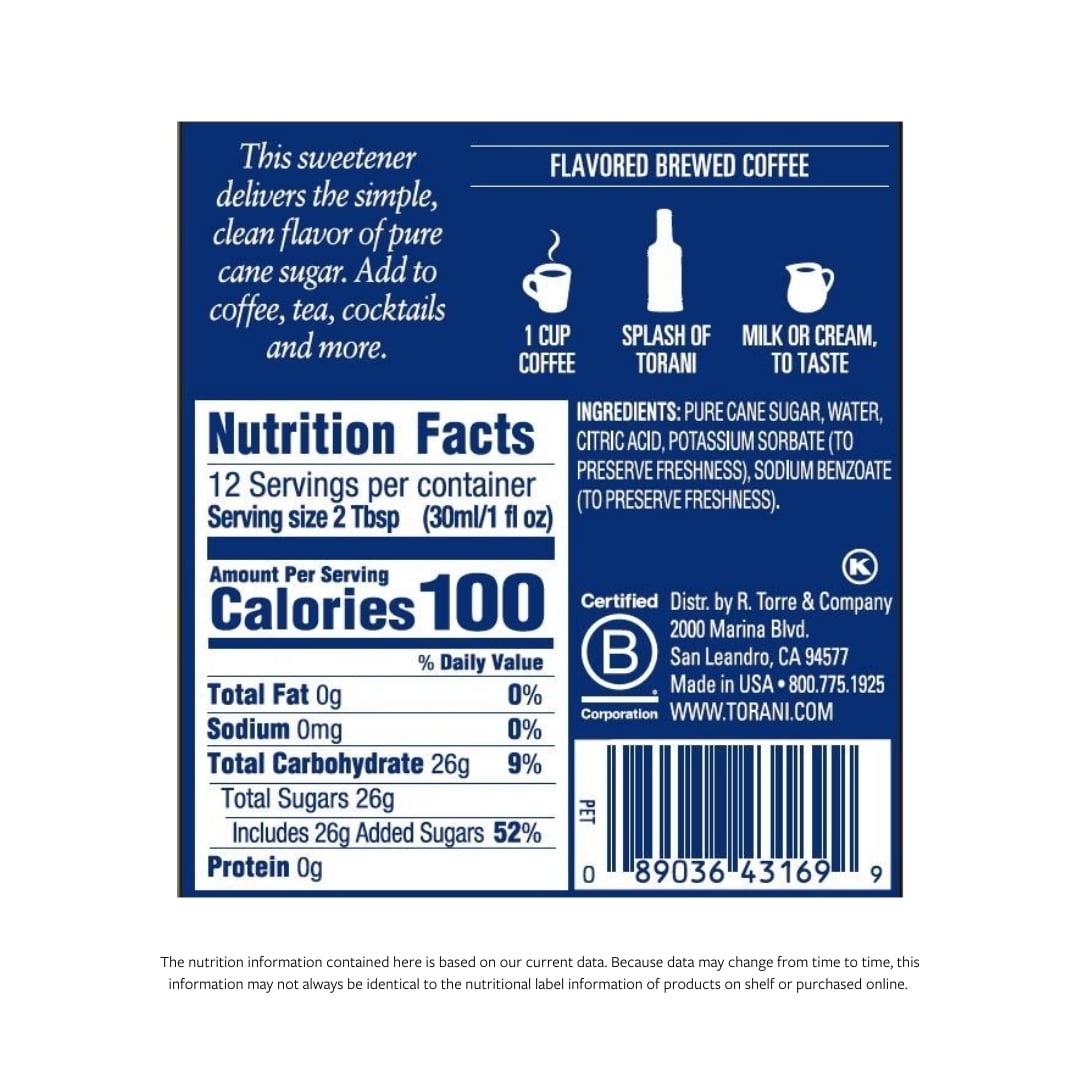 This sweetener
delivers the simple,
clean flavor of pure
cane sugar. Add to
coffee, tea, cocktails
and more.
FLAVORED BREWED COFFEE
1 CUP
COFFEE
SPLASH OF
TORANI
MILK OR CREAM,
TO TASTE
Nutrition Facts
12 Servings per container
Serving size 2 Tbsp (30ml/1 fl oz)
Amount Per Serving
Calories 100
% Daily Value
Total Fat 0g 0%
Sodium 0mg 0%
Total Carbohydrate 26g 9%
Total Sugars 26g
Includes 26g Added Sugars 52%
Protein 0g
INGREDIENTS: PURE CANE SUGAR, WATER,
CITRIC ACID, POTASSIUM SORBATE (TO
PRESERVE FRESHNESS), SODIUM BENZOATE
(TO PRESERVE FRESHNESS).
K
Certified
B
Corporation
Distr. by R. Torre & Company
2000 Marina Blvd.
San Leandro, CA 94577
Made in USA • 800.775.1925
WWW.TORANI.COM
PET
0 89036 43169 9
The nutrition information contained here is based on our current data. Because data may change from time to time, this
information may not always be identical to the nutritional label information of products on shelf or purchased online.